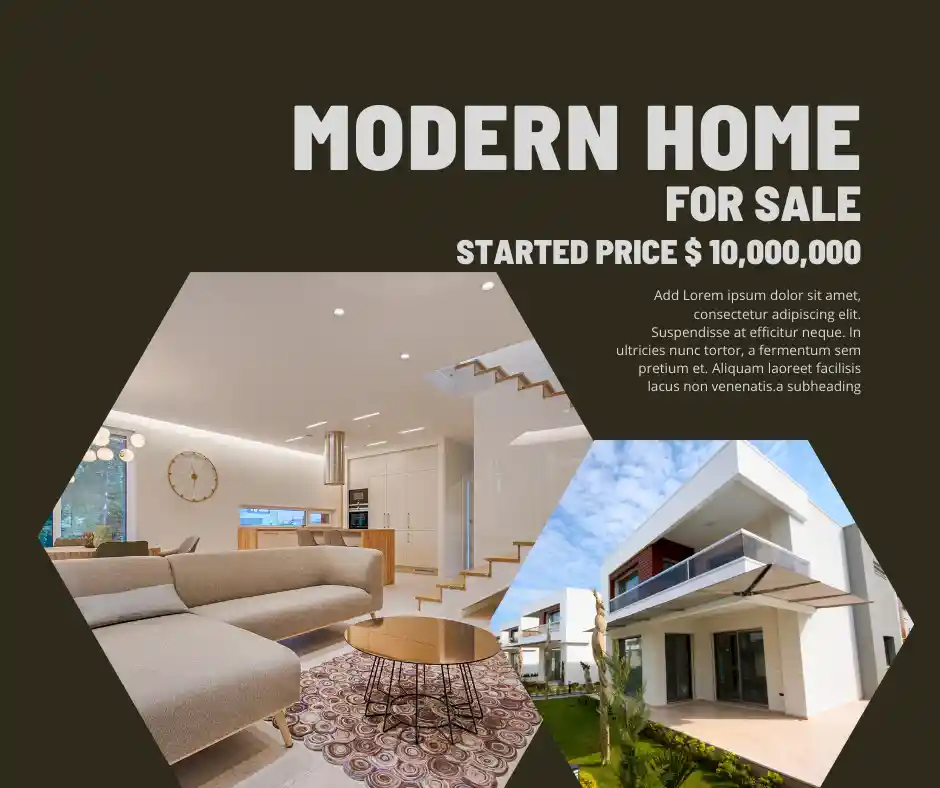 MODERN HOME
FOR SALE
STARTED PRICE $ 10,000,000
Add Lorem ipsum dolor sit amet,
consectetur adipiscing elit.
Suspendisse at efficitur neque. In
ultricies nunc tortor, a fermentum sem
pretium et. Aliquam laoreet facilisis
lacus non venenatis.a subheading